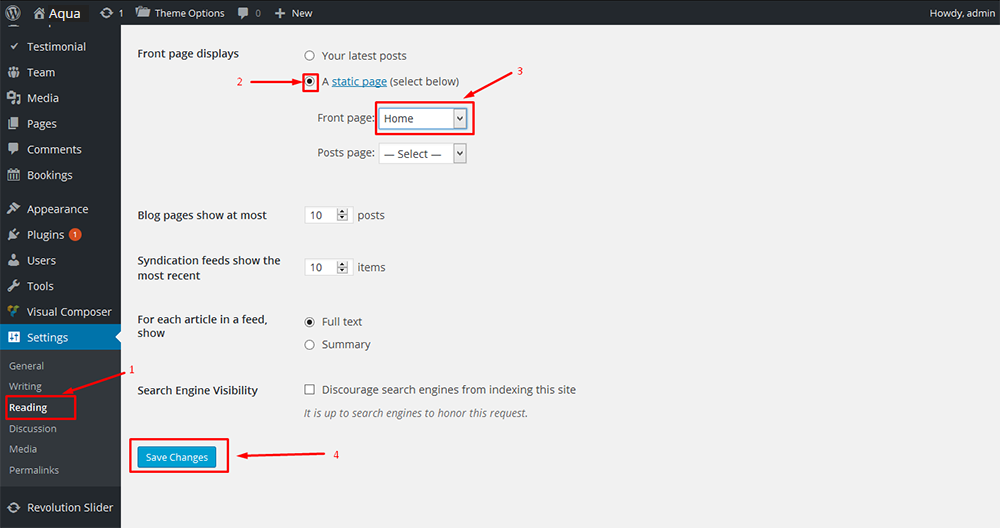 Aqua 1 Theme Options 0 + New Howdy, admin
Testimonial
Team
Media
Pages
Comments
Bookings
Appearance
Plugins 1
Users
Tools
Visual Composer
Settings
General
Writing
1
Reading
Discussion
Media
Permalinks
Revolution Slider
Front page displays
Your latest posts
2
A static page (select below)
3
Front page: Home
Posts page: — Select —
Blog pages show at most
10 posts
Syndication feeds show the
most recent
10 items
For each article in a feed,
show
Full text
Summary
Search Engine Visibility
Discourage search engines from indexing this site
It is up to search engines to honor this request.
Save Changes
4